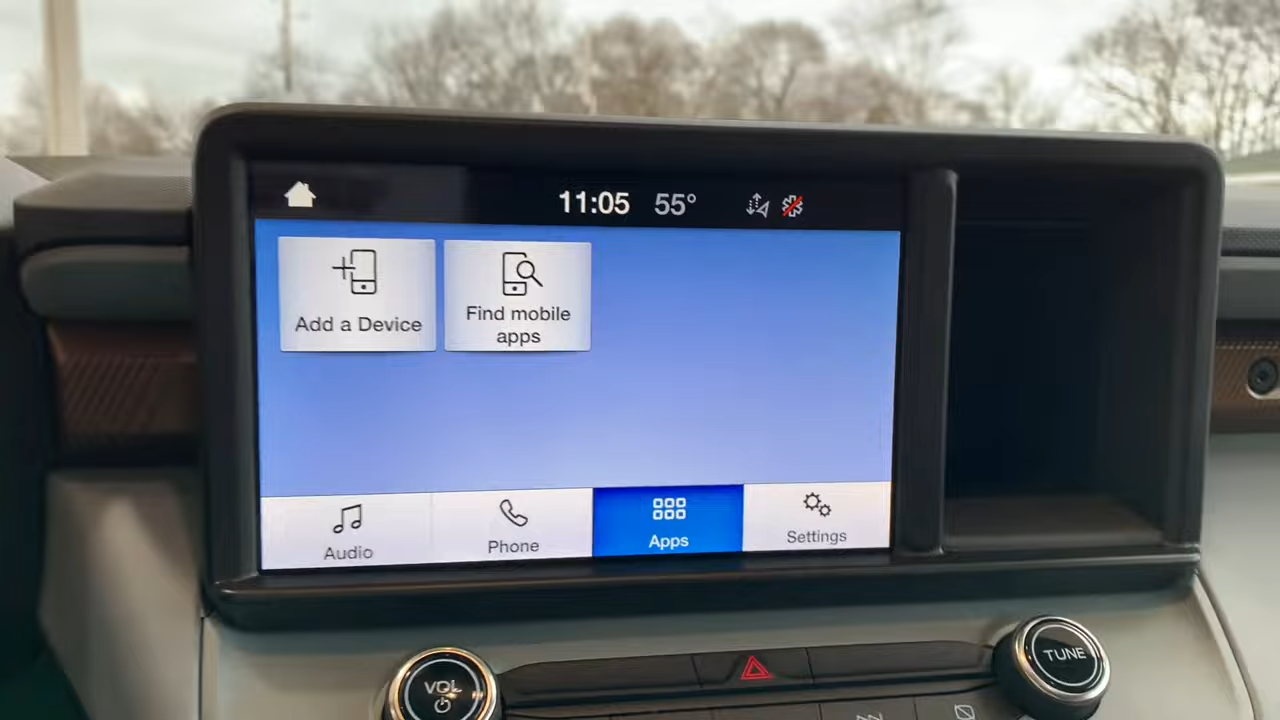 11:05 55°
Add a Device
Find mobile
apps
Audio
Phone
Apps
Settings
VOL
TUNE